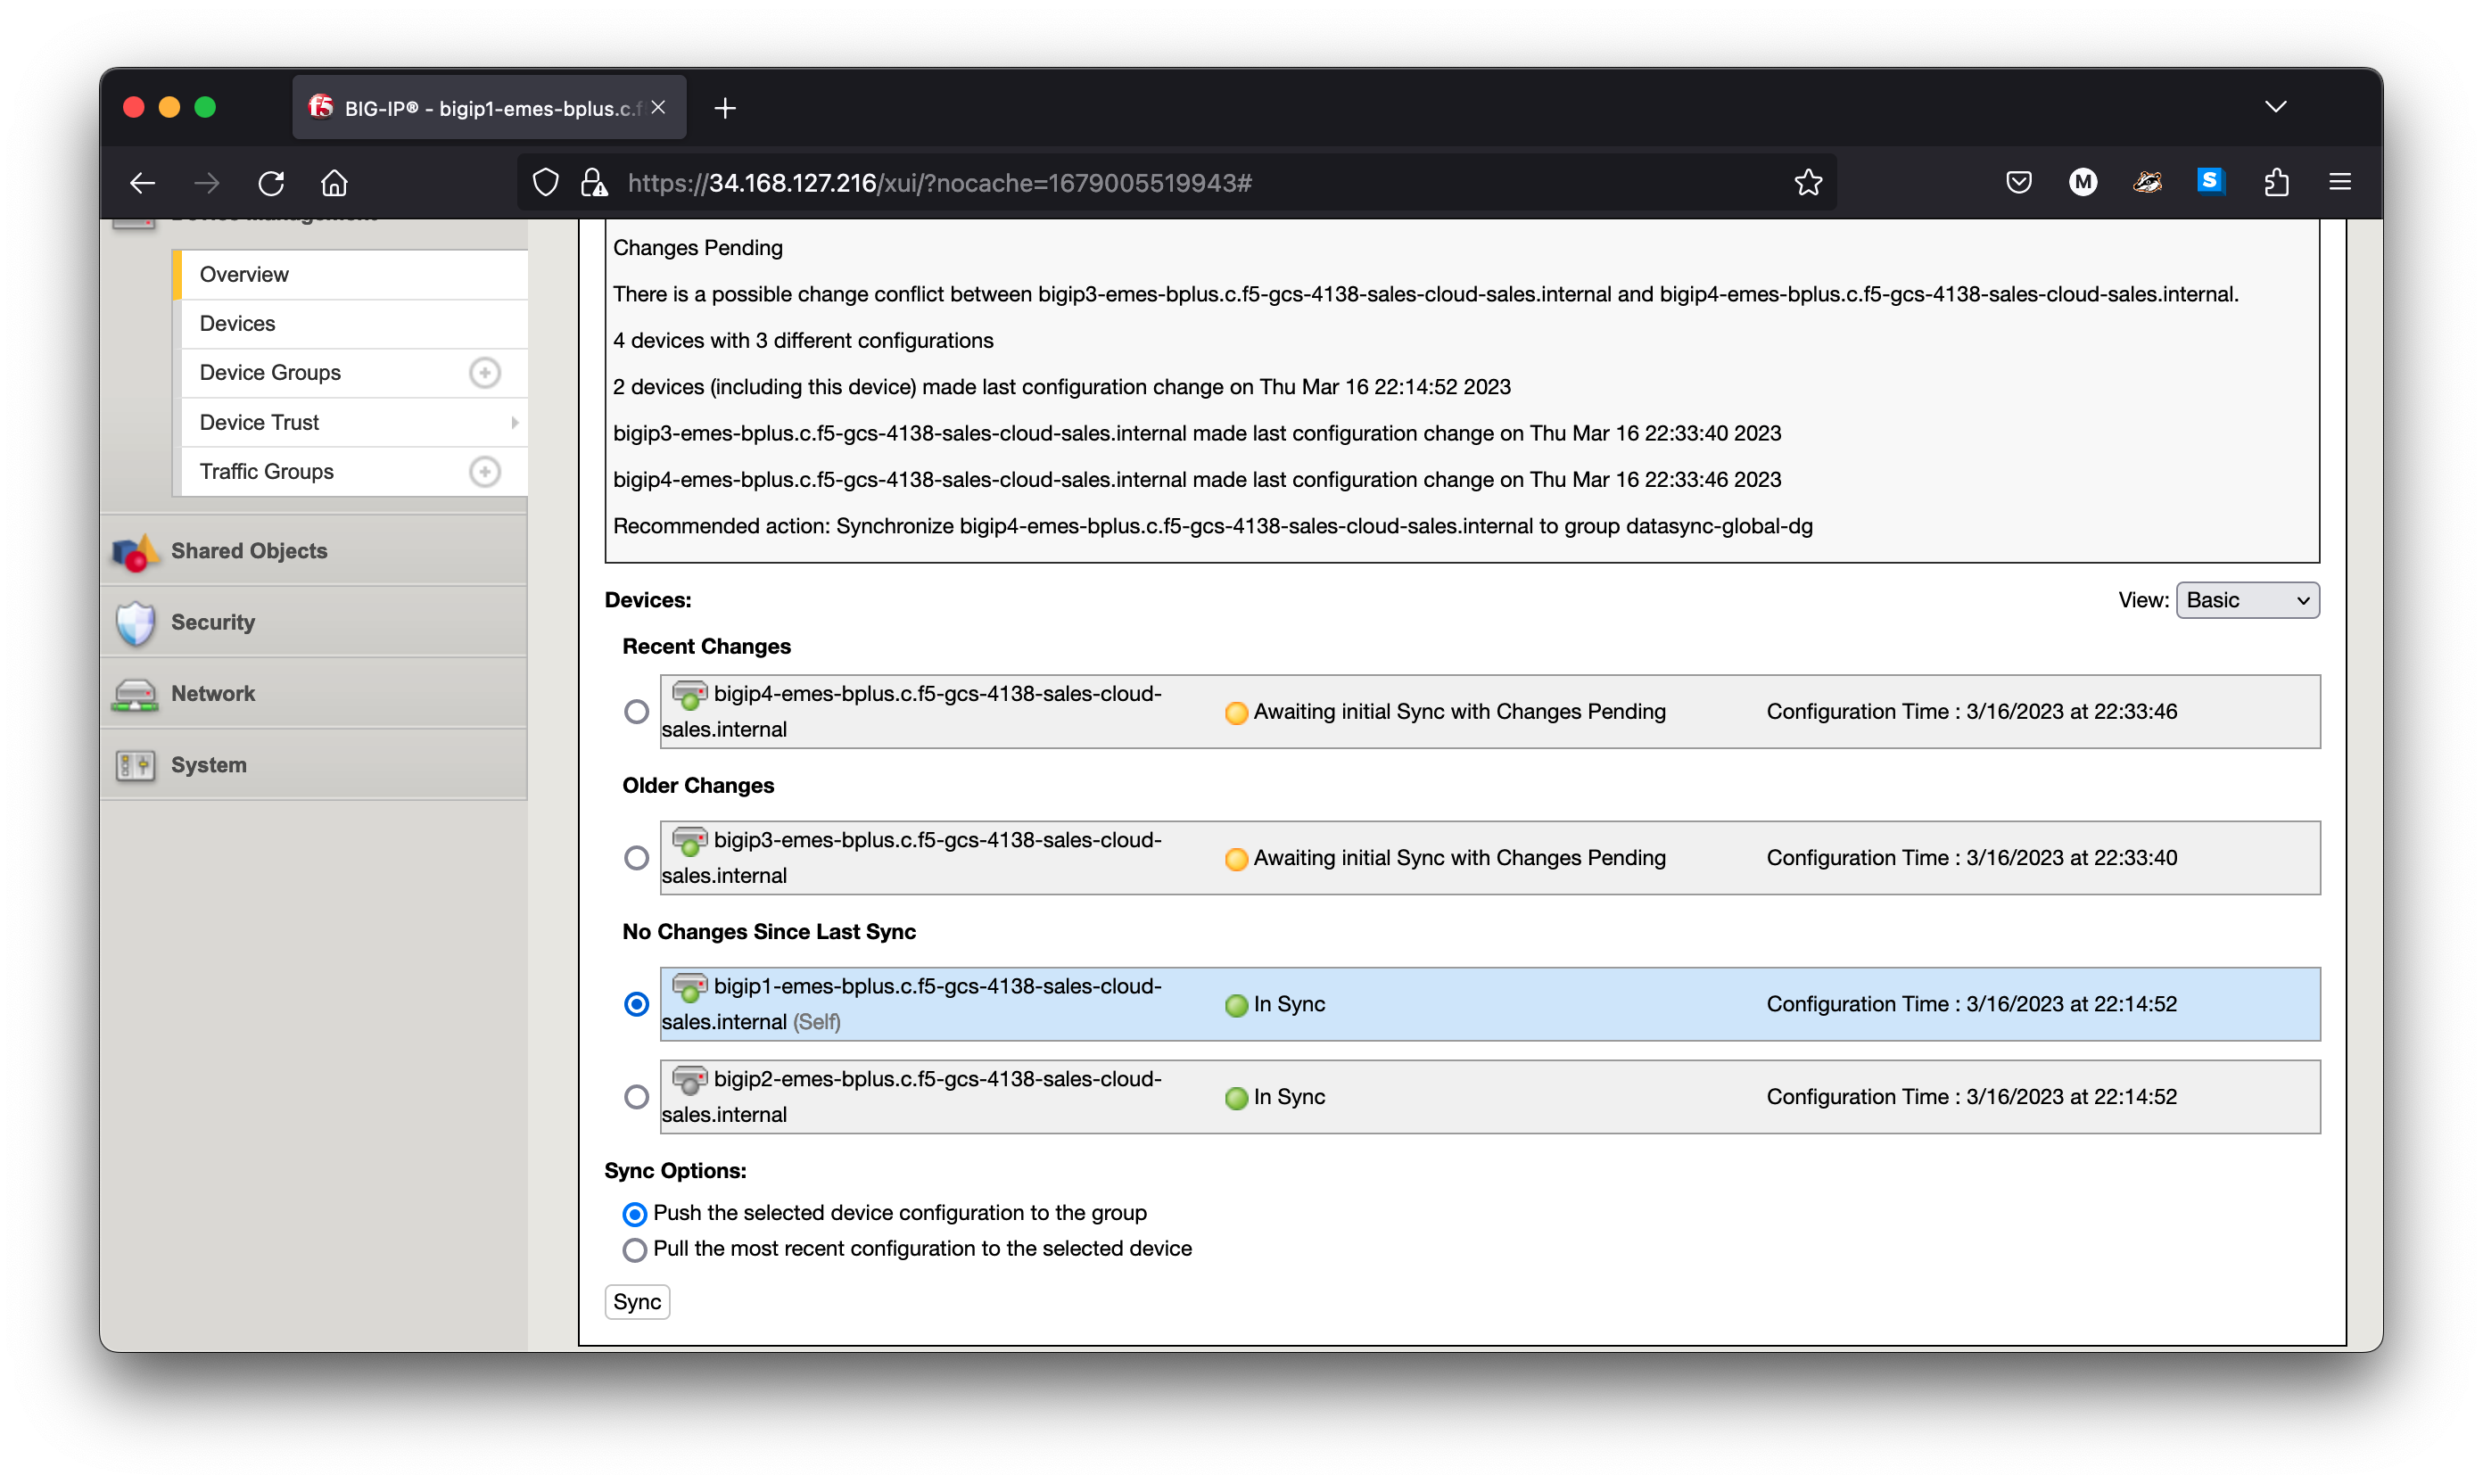 BIG-IP® - bigip1-emes-bplus.c.f
https://34.168.127.216/xui/?nocache=1679005519943#
M
S
Device Management
Overview
Devices
Device Groups
Device Trust
Traffic Groups
Shared Objects
Security
Network
System
Changes Pending
There is a possible change conflict between bigip3-emes-bplus.c.f5-gcs-4138-sales-cloud-sales.internal and bigip4-emes-bplus.c.f5-gcs-4138-sales-cloud-sales.internal.
4 devices with 3 different configurations
2 devices (including this device) made last configuration change on Thu Mar 16 22:14:52 2023
bigip3-emes-bplus.c.f5-gcs-4138-sales-cloud-sales.internal made last configuration change on Thu Mar 16 22:33:40 2023
bigip4-emes-bplus.c.f5-gcs-4138-sales-cloud-sales.internal made last configuration change on Thu Mar 16 22:33:46 2023
Recommended action: Synchronize bigip4-emes-bplus.c.f5-gcs-4138-sales-cloud-sales.internal to group datasync-global-dg
Devices:
View: Basic
Recent Changes
bigip4-emes-bplus.c.f5-gcs-4138-sales-cloud-
sales.internal
Awaiting initial Sync with Changes Pending
Configuration Time : 3/16/2023 at 22:33:46
Older Changes
bigip3-emes-bplus.c.f5-gcs-4138-sales-cloud-
sales.internal
Awaiting initial Sync with Changes Pending
Configuration Time : 3/16/2023 at 22:33:40
No Changes Since Last Sync
bigip1-emes-bplus.c.f5-gcs-4138-sales-cloud-
sales.internal (Self)
In Sync
Configuration Time : 3/16/2023 at 22:14:52
bigip2-emes-bplus.c.f5-gcs-4138-sales-cloud-
sales.internal
In Sync
Configuration Time : 3/16/2023 at 22:14:52
Sync Options:
Push the selected device configuration to the group
Pull the most recent configuration to the selected device
Sync